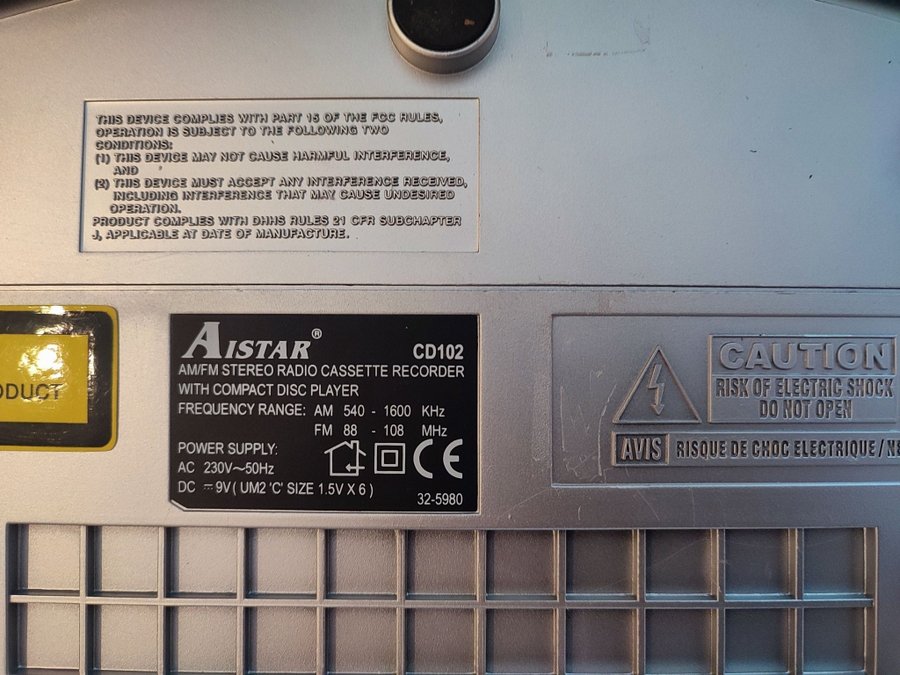 THIS DEVICE COMPLIES WITH PART 15 OF THE FCC RULES,
OPERATION IS SUBJECT TO THE FOLLOWING TWO
CONDITIONS:
(1) THIS DEVICE MAY NOT CAUSE HARMFUL INTERFERENCE,
AND
(2) THIS DEVICE MUST ACCEPT ANY INTERFERENCE RECEIVED,
INCLUDING INTERFERENCE THAT MAY CAUSE UNDESIRED
OPERATION.
PRODUCT COMPLIES WITH DHHS RULES 21 CFR SUBCHAPTER
J, APPLICABLE AT DATE OF MANUFACTURE.
ODUCT
AISTAR®
CD102
AM/FM STEREO RADIO CASSETTE RECORDER
WITH COMPACT DISC PLAYER
FREQUENCY RANGE: AM 540 - 1600 KHz
FM 88 - 108 MHz
POWER SUPPLY:
AC 230V~50Hz
DC ⎓ 9V ( UM2 'C' SIZE 1.5V X 6 )
CE
32-5980
CAUTION
RISK OF ELECTRIC SHOCK
DO NOT OPEN
AVIS RISQUE DE CHOC ELECTRIQUE / NE